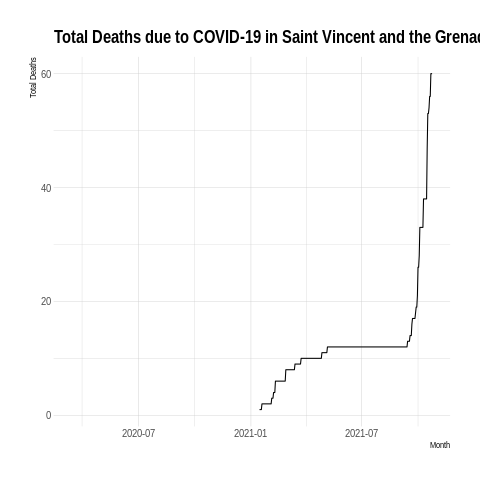 Total Deaths due to COVID-19 in Saint Vincent and the Grenad
Total Deaths
60
40
20
0
2020-07
2021-01
2021-07
Month